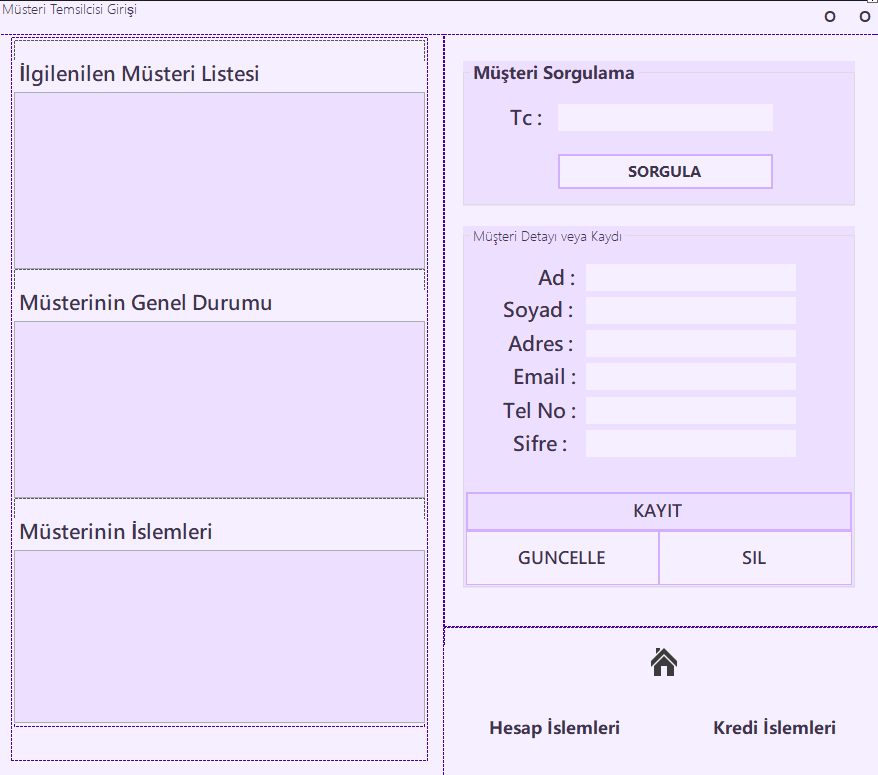 Müsteri Temsilcisi Girişi
İlgilenilen Müsteri Listesi
Müsterinin Genel Durumu
Müsterinin İslemleri
Müşteri Sorgulama
Tc :
SORGULA
Müşteri Detayı veya Kaydı
Ad :
Soyad :
Adres :
Email :
Tel No :
Sifre :
KAYIT
GUNCELLE
SIL
Hesap İslemleri
Kredi İslemleri